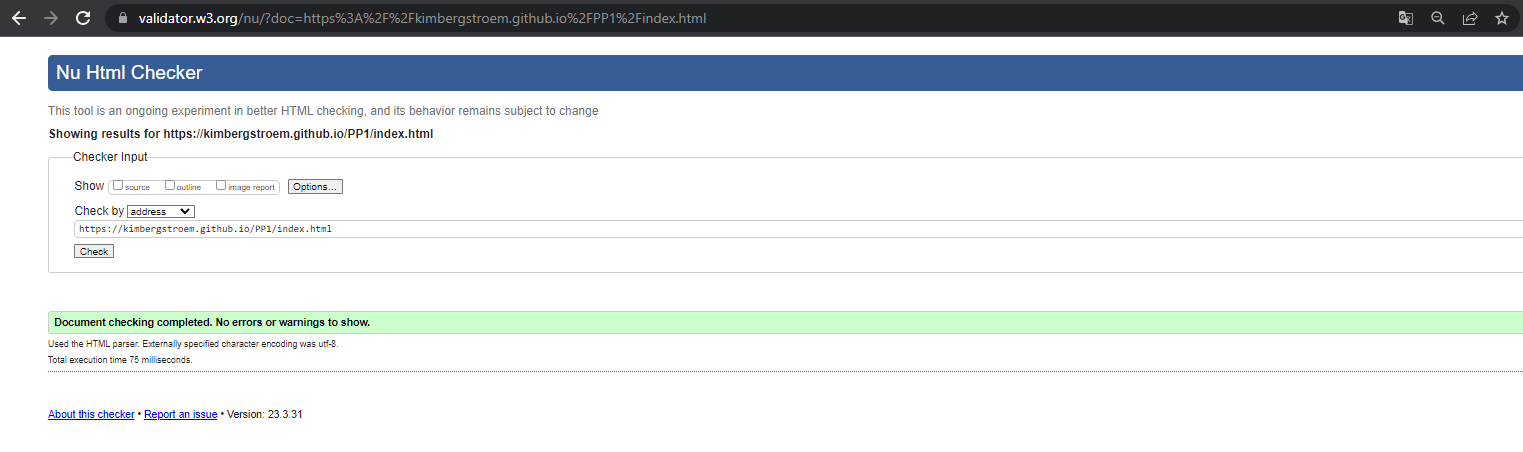 validator.w3.org/nu/?doc=https%3A%2F%2Fkimbergstroem.github.io%2FPP1%2Findex.html
Nu Html Checker
This tool is an ongoing experiment in better HTML checking, and its behavior remains subject to change
Showing results for https://kimbergstroem.github.io/PP1/index.html
Checker Input
Show source outline image report Options...
Check by address
https://kimbergstroem.github.io/PP1/index.html
Check
Document checking completed. No errors or warnings to show.
Used the HTML parser. Externally specified character encoding was utf-8.
Total execution time 75 milliseconds.
About this checker • Report an issue • Version: 23.3.31